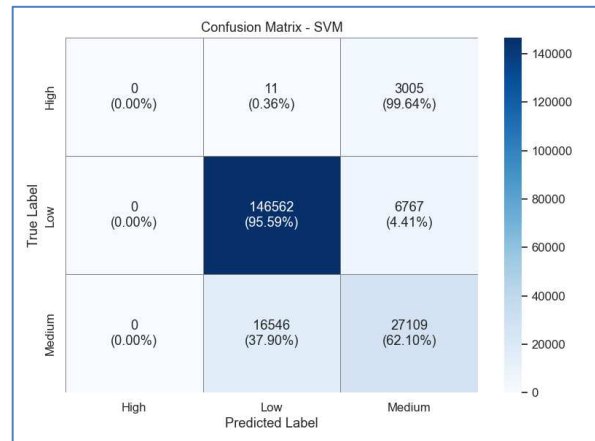 Confusion Matrix - SVM
0 11 3005
(0.00%) (0.36%) (99.64%)
High
0 146562 6767
(0.00%) (95.59%) (4.41%)
Low
True Label
0 16546 27109
(0.00%) (37.90%) (62.10%)
Medium
High Low Medium
Predicted Label
140000
120000
100000
80000
60000
40000
20000
0